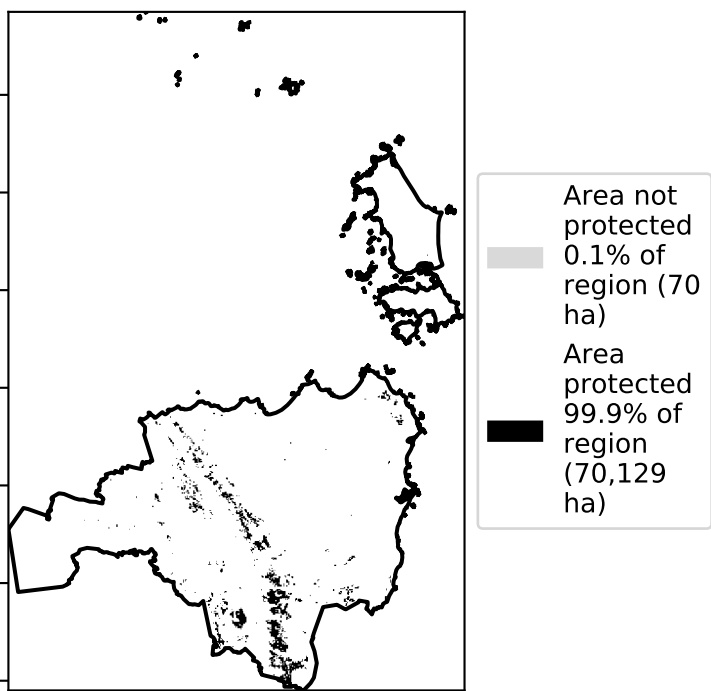 Area not
protected
0.1% of
region (70
ha)
Area
protected
99.9% of
region
(70,129
ha)